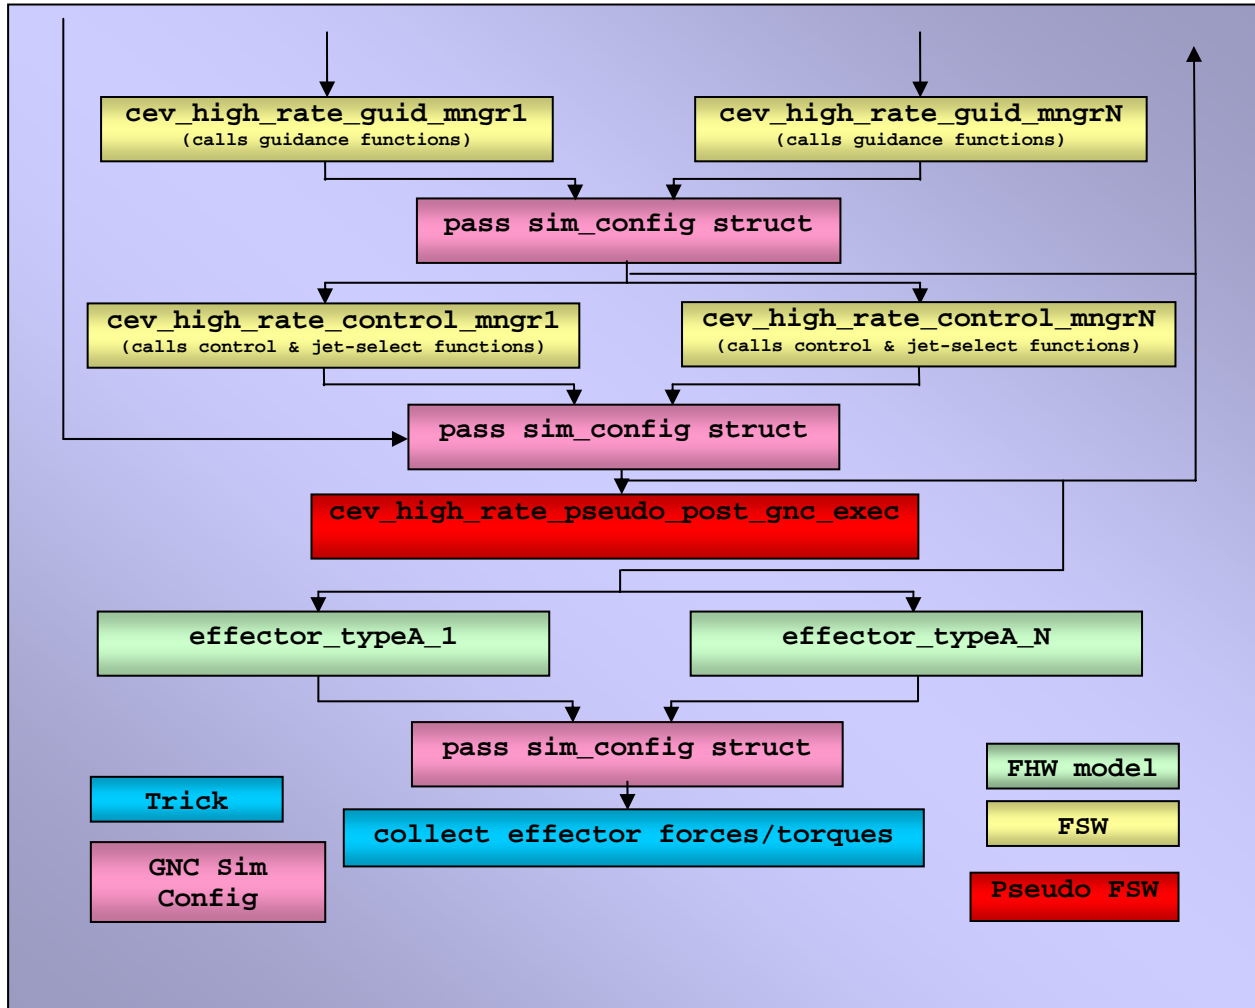 cev_high_rate_guid_mngr1
(calls guidance functions)
cev_high_rate_guid_mngrN
(calls guidance functions)
pass sim_config struct
cev_high_rate_control_mngr1
(calls control & jet-select functions)
cev_high_rate_control_mngrN
(calls control & jet-select functions)
pass sim_config struct
cev_high_rate_pseudo_post_gnc_exec
effector_typeA_1
effector_typeA_N
pass sim_config struct
collect effector forces/torques
Trick
GNC Sim
Config
FHW model
FSW
Pseudo FSW